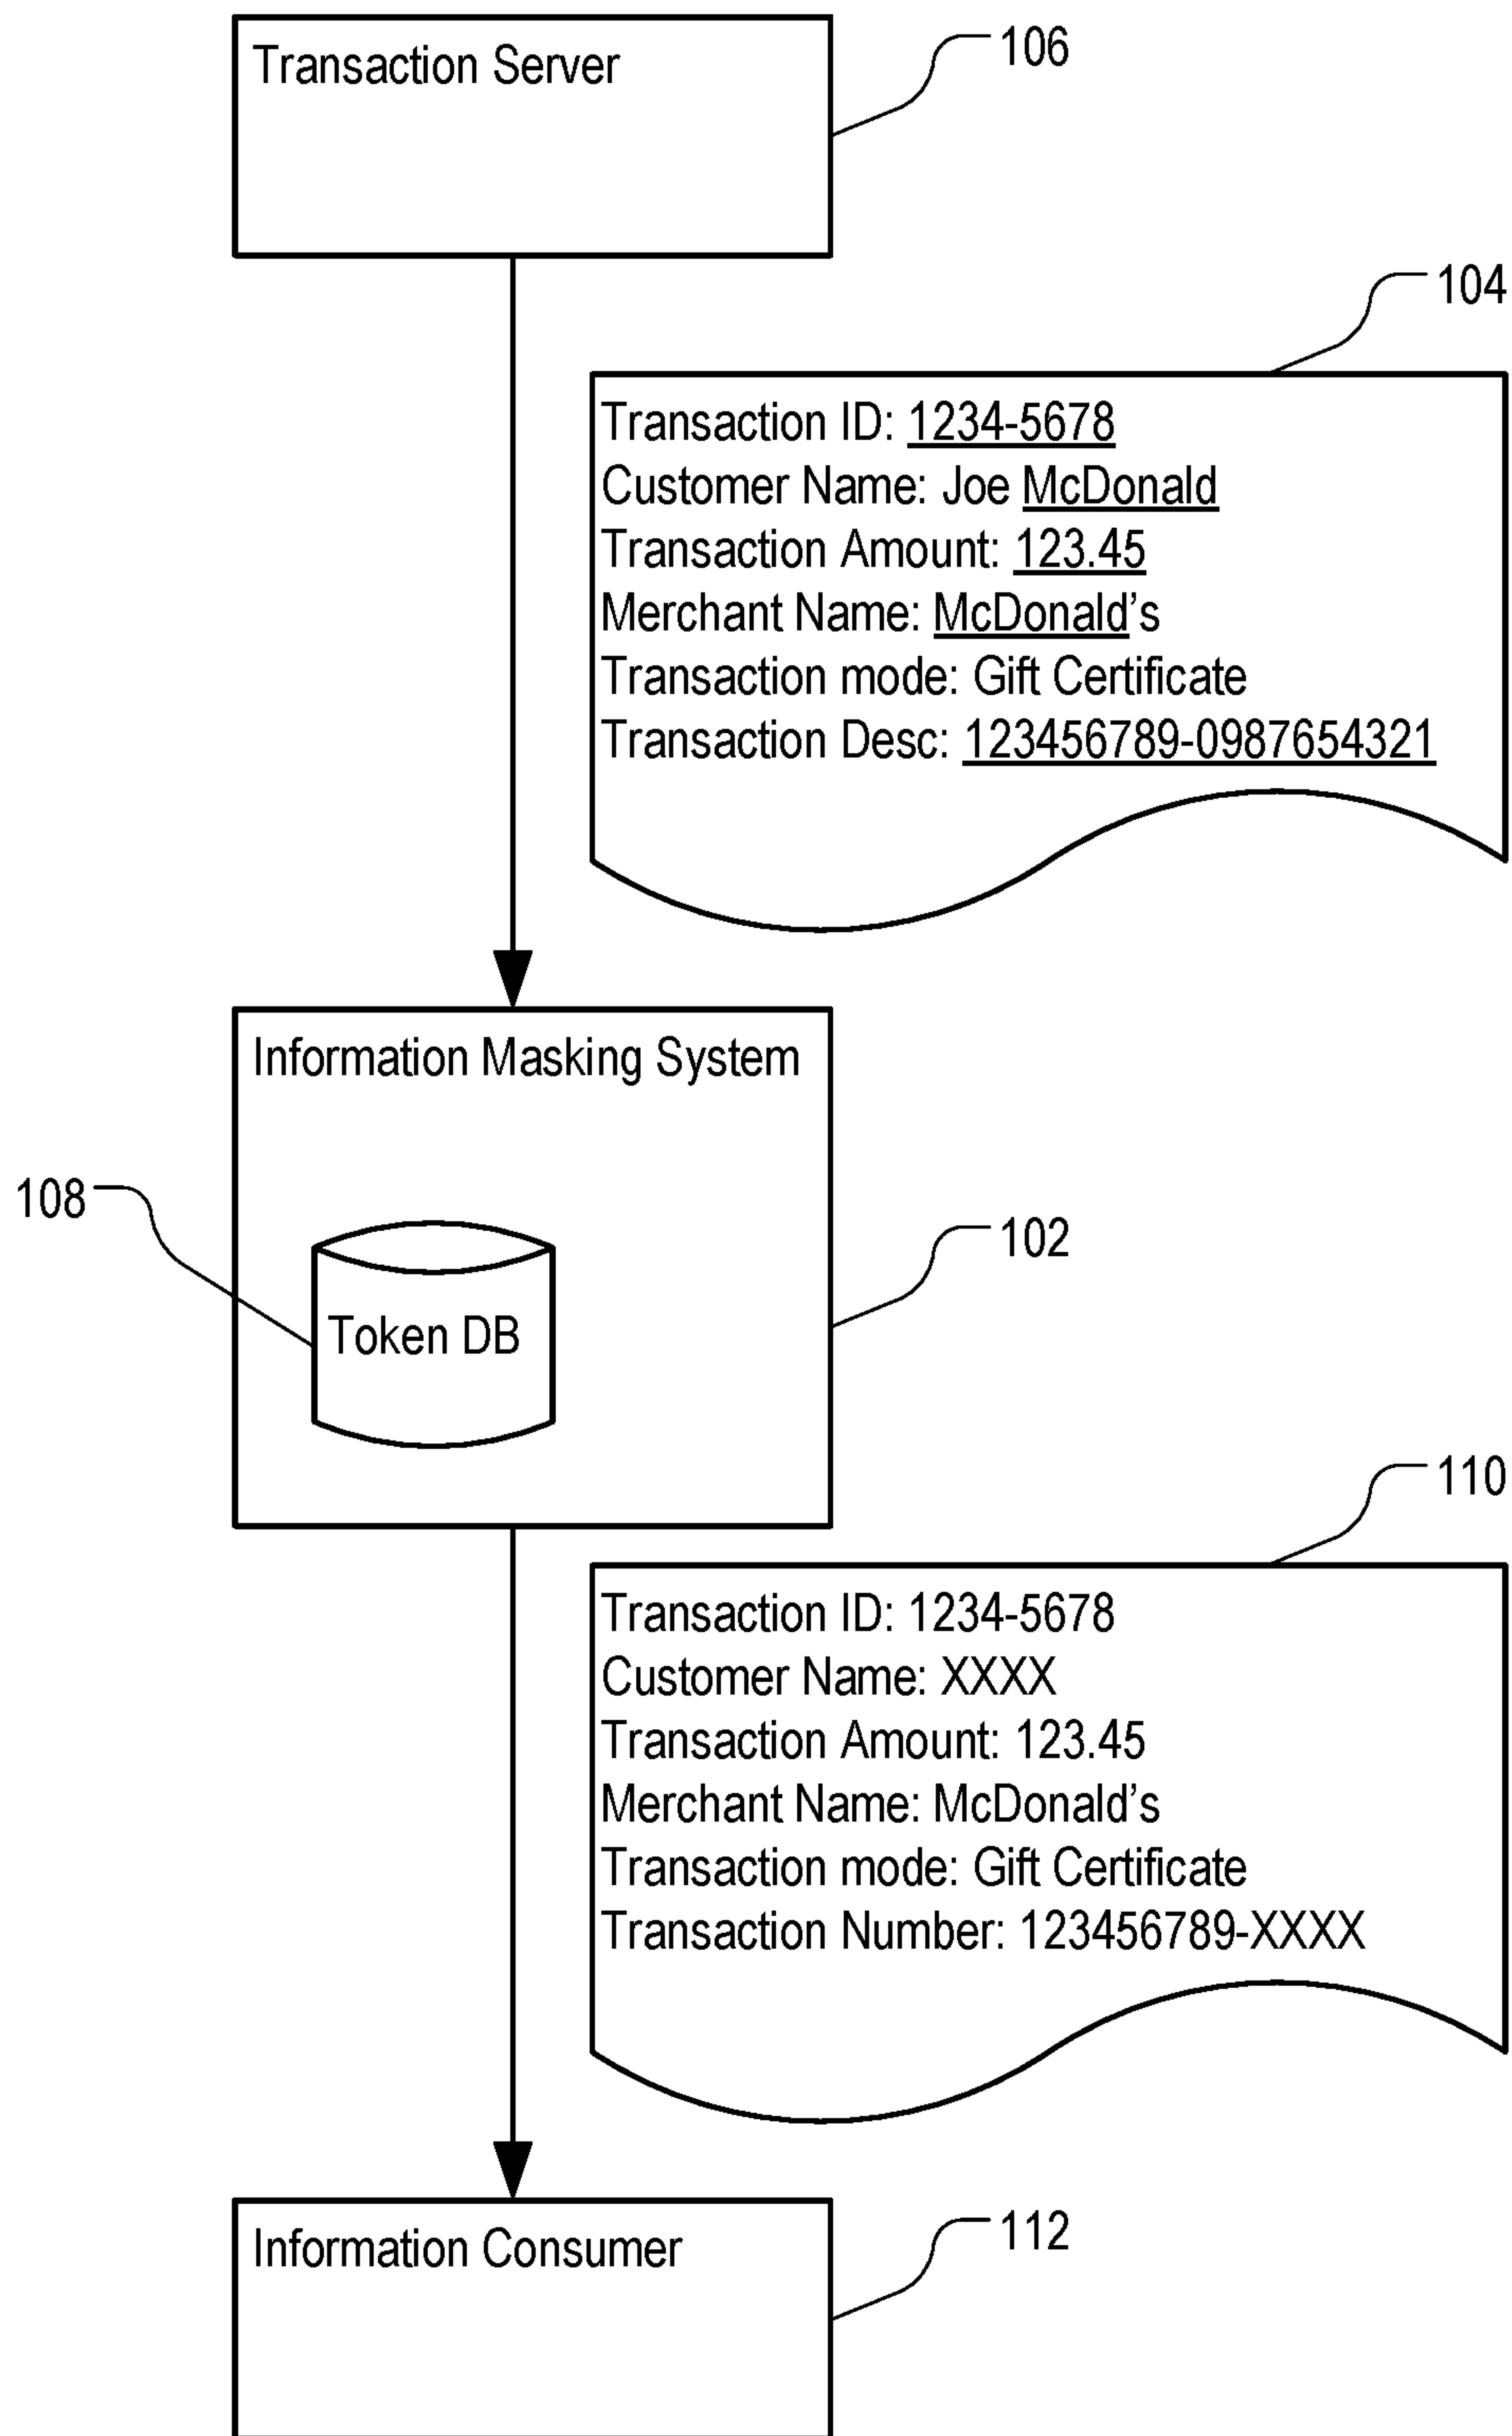 Transaction Server
106
104
Transaction ID: 1234-5678
Customer Name: Joe McDonald
Transaction Amount: 123.45
Merchant Name: McDonald’s
Transaction mode: Gift Certificate
Transaction Desc: 123456789-0987654321
Information Masking System
108
102
Token DB
110
Transaction ID: 1234-5678
Customer Name: XXXX
Transaction Amount: 123.45
Merchant Name: McDonald’s
Transaction mode: Gift Certificate
Transaction Number: 123456789-XXXX
Information Consumer
112